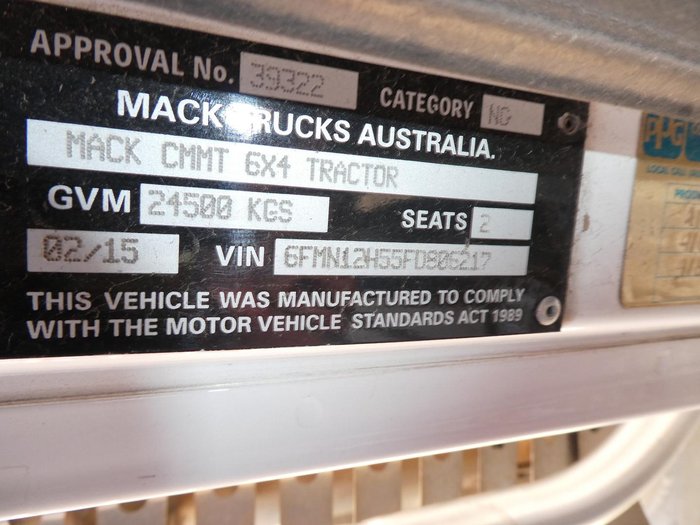 APPROVAL No. 39322 CATEGORY NC
MACK TRUCKS AUSTRALIA.
MACK CMMT 6X4 TRACTOR
GVM 24500 KGS SEATS 2
02/15 VIN 6FMN12H55FD806217
THIS VEHICLE WAS MANUFACTURED TO COMPLY
WITH THE MOTOR VEHICLE STANDARDS ACT 1989
PPG